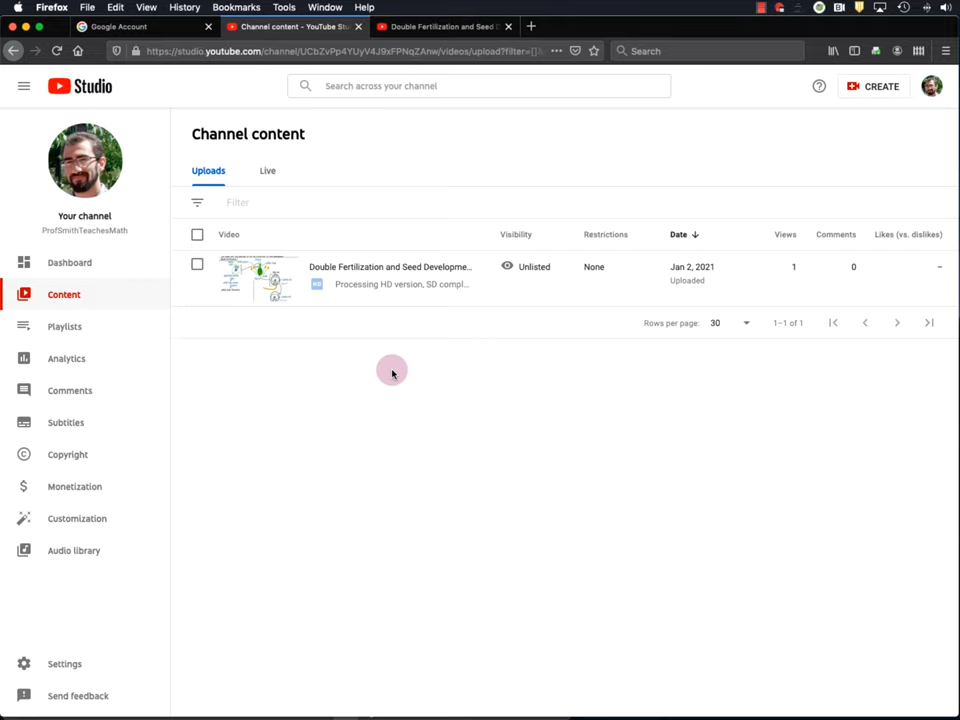 Firefox File Edit View History Bookmarks Tools Window Help
Google Account Channel content - YouTube Stu Double Fertilization and Seed D
https://studio.youtube.com/channel/UCbZvPp4YUyV4J9xFPNqZAnw/videos/upload?filter=[]& Search
Studio Search across your channel CREATE
Channel content
Uploads Live
Your channel
ProfSmithTeachesMath
Filter
Video Visibility Restrictions Date Views Comments Likes (vs. dislikes)
Dashboard
Double Fertilization and Seed Developme... Unlisted None Jan 2, 2021 1 0 –
HD Processing HD version, SD compl... Uploaded
Content
Playlists
Rows per page: 30 1–1 of 1
Analytics
Comments
Subtitles
Copyright
Monetization
Customization
Audio library
Settings
Send feedback